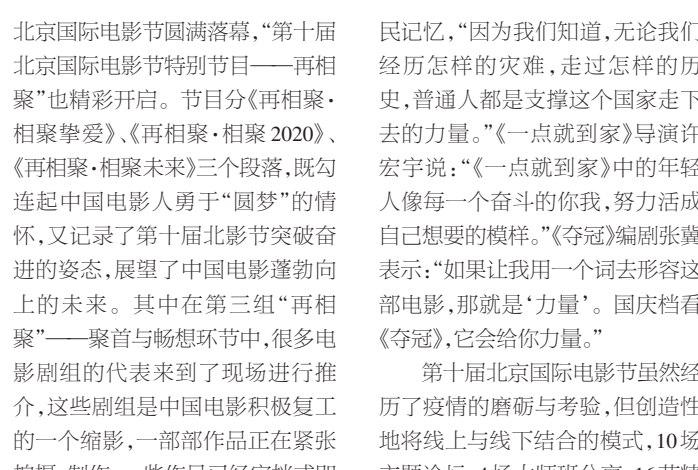 北京国际电影节圆满落幕，“第十届
北京国际电影节特别节目——再相
聚”也精彩开启。节目分《再相聚·
相聚挚爱》、《再相聚·相聚 2020》、
《再相聚·相聚未来》三个段落，既勾
连起中国电影人勇于“圆梦”的情
怀，又记录了第十届北影节突破奋
进的姿态，展望了中国电影蓬勃向
上的未来。其中在第三组“再相
聚”——聚首与畅想环节中，很多电
影剧组的代表来到了现场进行推
介，这些剧组是中国电影积极复工
的一个缩影，一部部作品正在紧张
民记忆，“因为我们知道，无论我们
经历怎样的灾难，走过怎样的历
史，普通人都是支撑这个国家走下
去的力量。”《一点就到家》导演许
宏宇说：“《一点就到家》中的年轻
人像每一个奋斗的你我，努力活成
自己想要的模样。”《夺冠》编剧张冀
表示：“如果让我用一个词去形容这
部电影，那就是‘力量’。国庆档看
《夺冠》，它会给你力量。”
第十届北京国际电影节虽然经
历了疫情的磨砺与考验，但创造性
地将线上与线下结合的模式，10 场